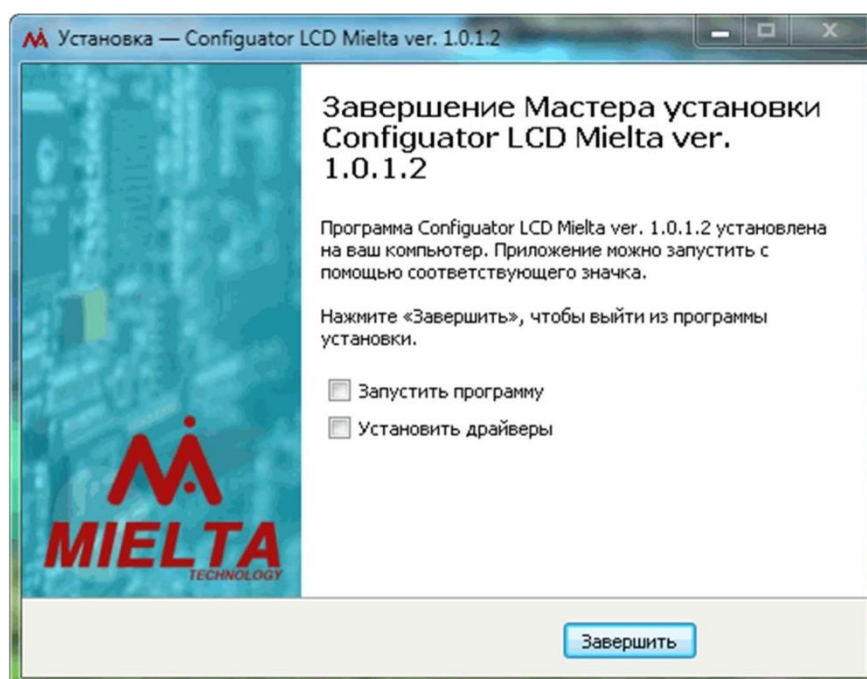 Установка — Configuator LCD Mielta ver. 1.0.1.2
Завершение Мастера установки
Configuator LCD Mielta ver.
1.0.1.2
Программа Configuator LCD Mielta ver. 1.0.1.2 установлена
на ваш компьютер. Приложение можно запустить с
помощью соответствующего значка.
Нажмите «Завершить», чтобы выйти из программы
установки.
Запустить программу
Установить драйверы
MIELTA
TECHNOLOGY
Завершить